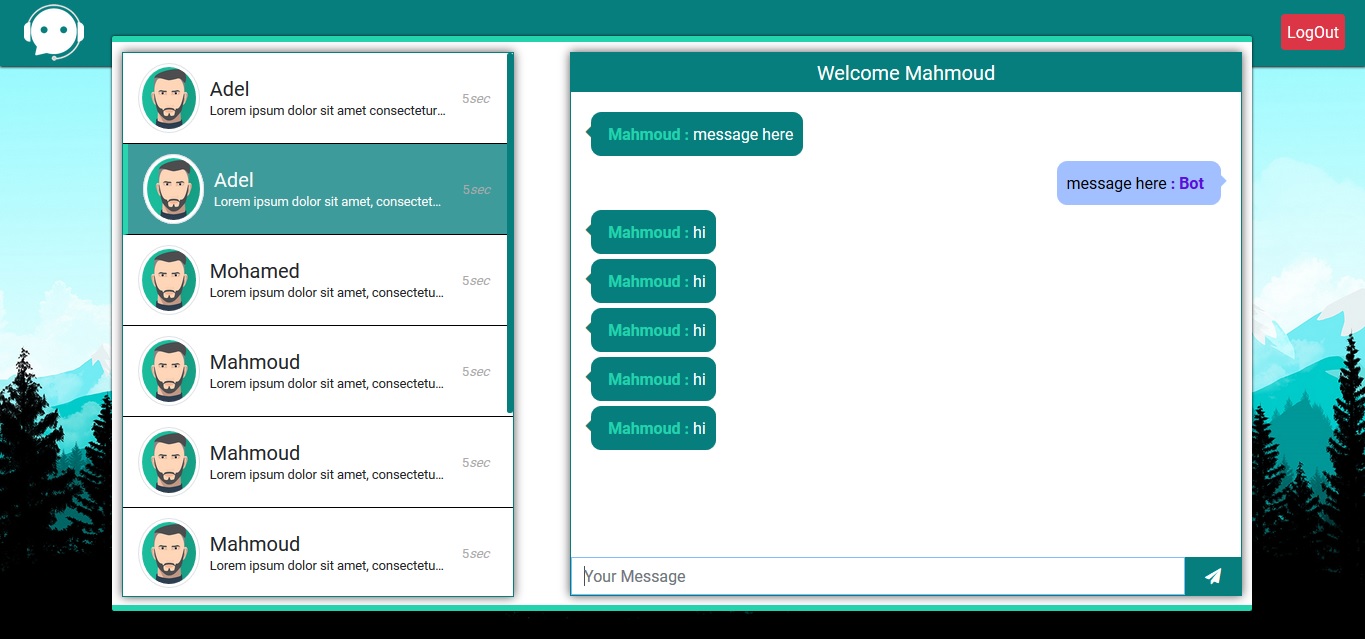 LogOut
Adel
Lorem ipsum dolor sit amet consectetur...
5sec
Adel
Lorem ipsum dolor sit amet, consectet...
5sec
Mohamed
Lorem ipsum dolor sit amet, consectetu...
5sec
Mahmoud
Lorem ipsum dolor sit amet, consectetu...
5sec
Mahmoud
Lorem ipsum dolor sit amet, consectetu...
5sec
Mahmoud
Lorem ipsum dolor sit amet, consectetu...
5sec
Welcome Mahmoud
Mahmoud : message here
message here : Bot
Mahmoud : hi
Mahmoud : hi
Mahmoud : hi
Mahmoud : hi
Mahmoud : hi
Your Message